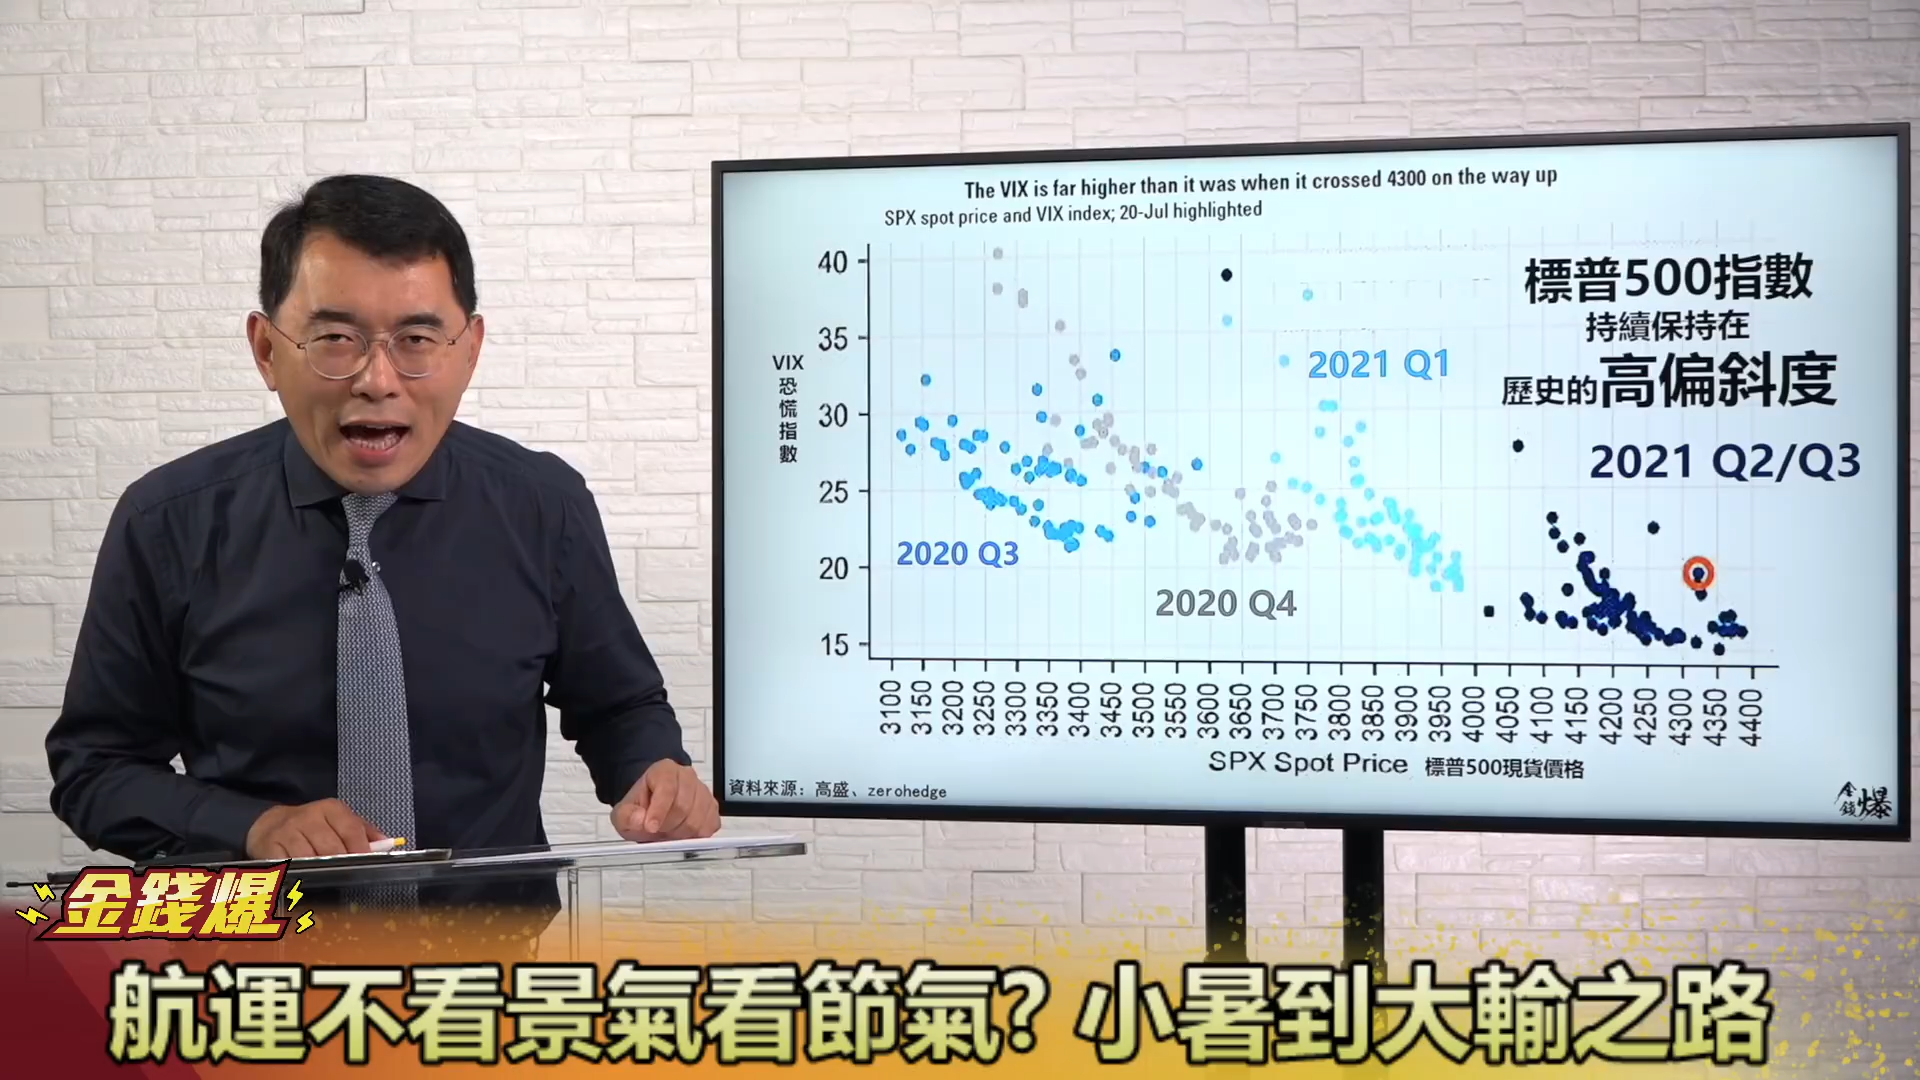 The VIX is far higher than it was when it crossed 4300 on the way up
SPX spot price and VIX index; 20-Jul highlighted
40
35
30
25
20
15
VIX
恐慌指數
標普500指數
持續保持在
歷史的高偏斜度
2021 Q1
2021 Q2/Q3
2020 Q3
2020 Q4
3100 3150 3200 3250 3300 3350 3400 3450 3500 3550 3600 3650 3700 3750 3800 3850 3900 3950 4000 4050 4100 4150 4200 4250 4300 4350 4400
SPX Spot Price 標普500現貨價格
資料來源：高盛、zerohedge
金錢爆
金錢爆
航運不看景氣看節氣? 小暑到大輸之路